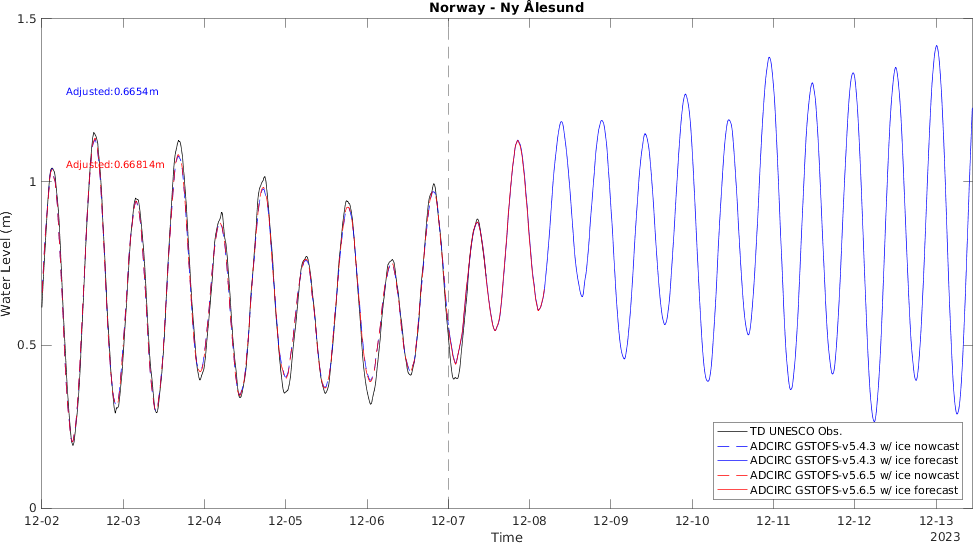 Norway - Ny Ålesund
1.5
1
0.5
0
Water Level (m)
Adjusted:0.6654m
Adjusted:0.66814m
TD UNESCO Obs.
ADCIRC GSTOFS-v5.4.3 w/ ice nowcast
ADCIRC GSTOFS-v5.4.3 w/ ice forecast
ADCIRC GSTOFS-v5.6.5 w/ ice nowcast
ADCIRC GSTOFS-v5.6.5 w/ ice forecast
12-02 12-03 12-04 12-05 12-06 12-07 12-08 12-09 12-10 12-11 12-12 12-13
Time
2023